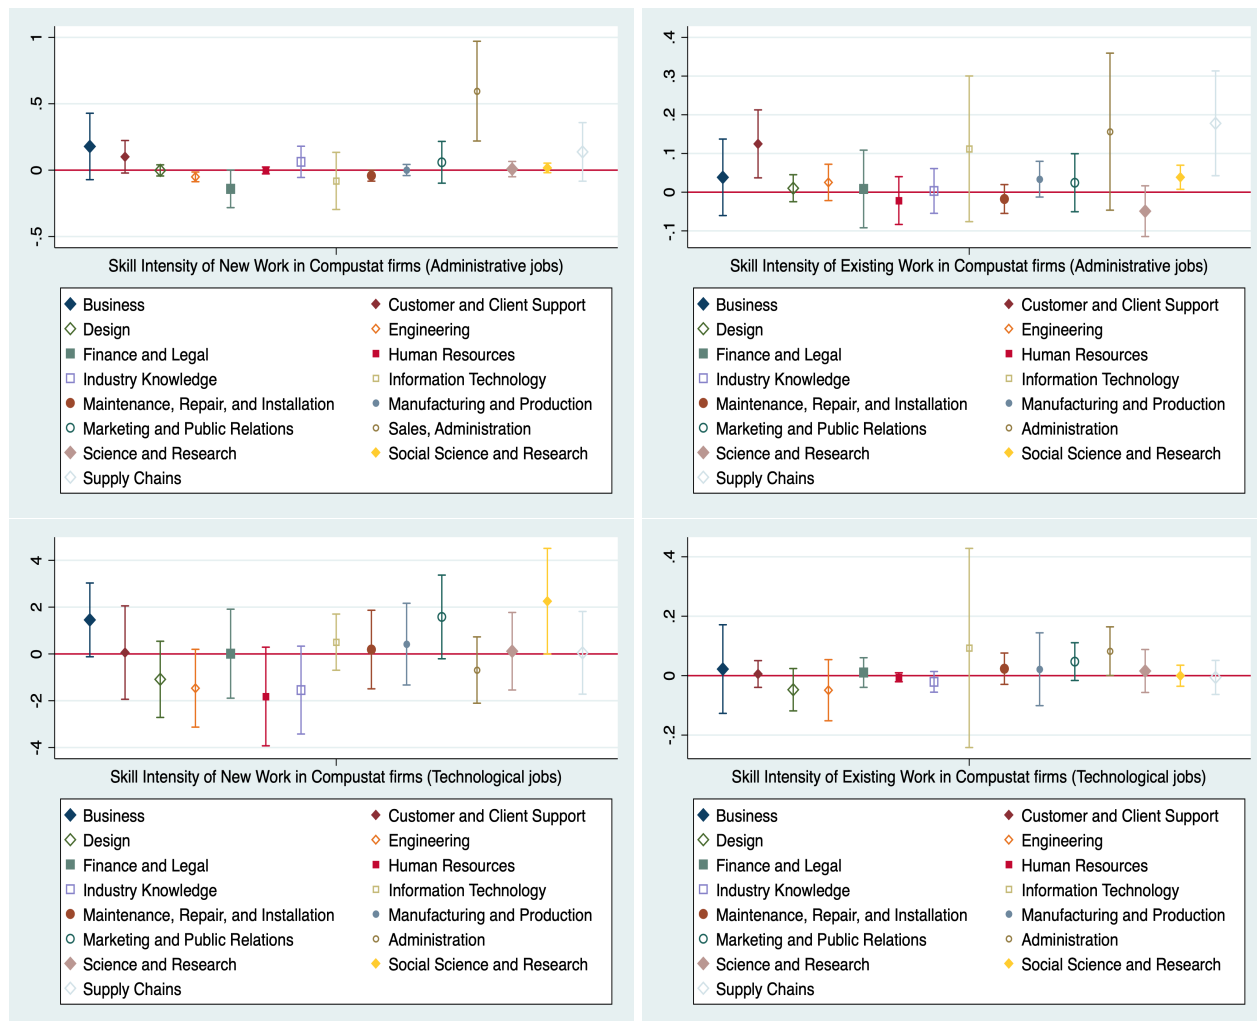 1
.5
0
-.5
Skill Intensity of New Work in Compustat firms (Administrative jobs)
Business
Customer and Client Support
Design
Engineering
Finance and Legal
Human Resources
Industry Knowledge
Information Technology
Maintenance, Repair, and Installation
Manufacturing and Production
Marketing and Public Relations
Sales, Administration
Science and Research
Social Science and Research
Supply Chains
.4
.3
.2
.1
0
-.1
Skill Intensity of Existing Work in Compustat firms (Administrative jobs)
Business
Customer and Client Support
Design
Engineering
Finance and Legal
Human Resources
Industry Knowledge
Information Technology
Maintenance, Repair, and Installation
Manufacturing and Production
Marketing and Public Relations
Administration
Science and Research
Social Science and Research
Supply Chains
4
2
0
-2
-4
Skill Intensity of New Work in Compustat firms (Technological jobs)
Business
Customer and Client Support
Design
Engineering
Finance and Legal
Human Resources
Industry Knowledge
Information Technology
Maintenance, Repair, and Installation
Manufacturing and Production
Marketing and Public Relations
Administration
Science and Research
Social Science and Research
Supply Chains
.4
.2
0
-.2
Skill Intensity of Existing Work in Compustat firms (Technological jobs)
Business
Customer and Client Support
Design
Engineering
Finance and Legal
Human Resources
Industry Knowledge
Information Technology
Maintenance, Repair, and Installation
Manufacturing and Production
Marketing and Public Relations
Administration
Science and Research
Social Science and Research
Supply Chains